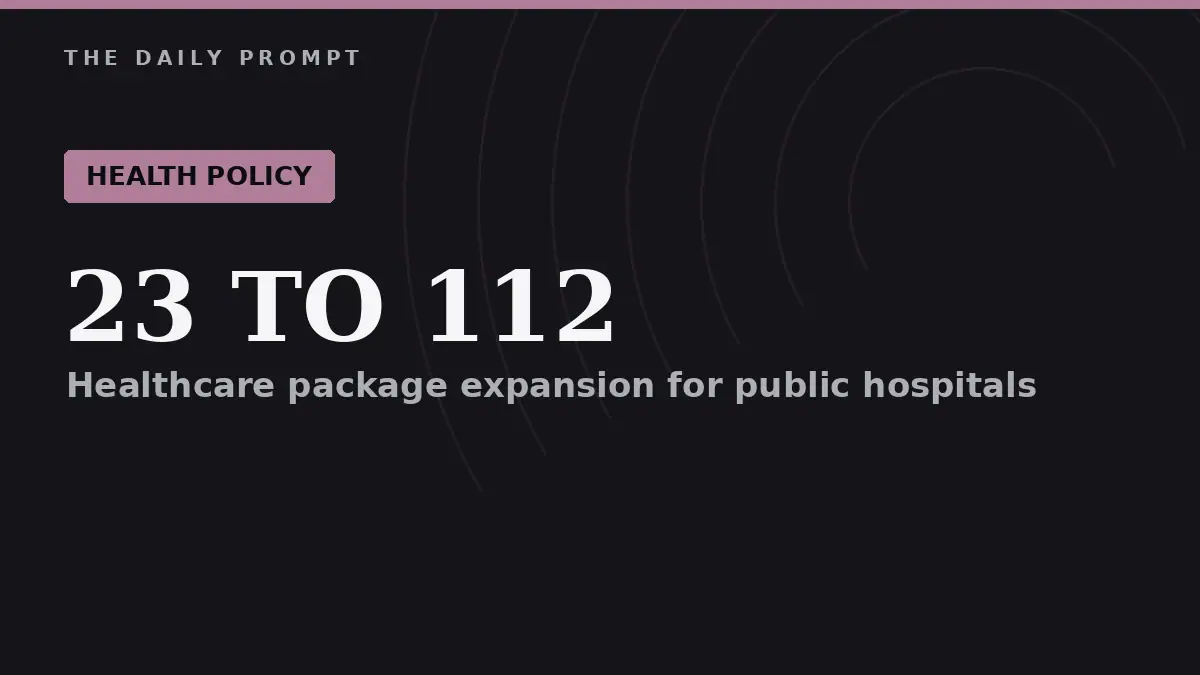 THE DAILY PROMPT
HEALTH POLICY
23 TO 112
Healthcare package expansion for public hospitals